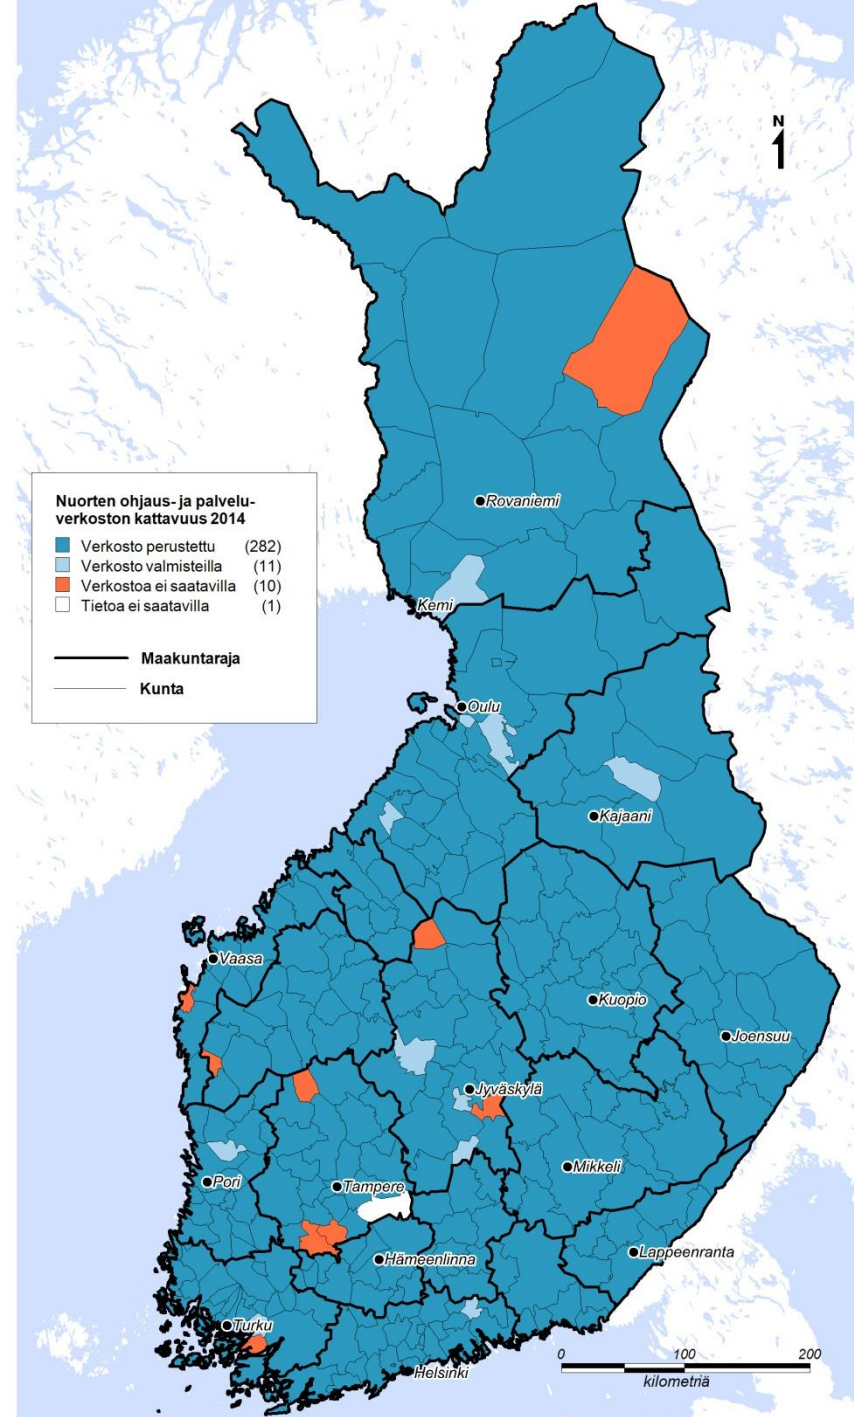 N
Nuorten ohjaus- ja palvelu-
verkoston kattavuus 2014
Verkosto perustettu (282)
Verkosto valmisteilla (11)
Verkostoa ei saatavilla (10)
Tietoa ei saatavilla (1)
Maakuntaraja
Kunta
Rovaniemi
Kemi
Oulu
Kajaani
Vaasa
Kuopio
Joensuu
Jyväskylä
Mikkeli
Pori
Tampere
Lappeenranta
Hämeenlinna
Turku
Helsinki
0 100 200
kilometriä